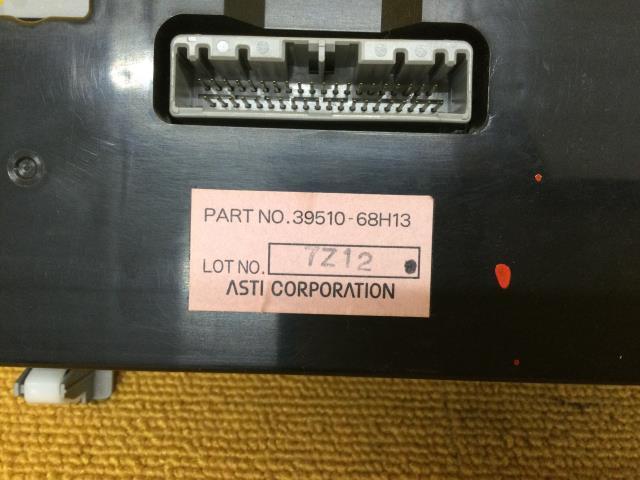 PART NO.39510-68H13
LOT NO. 7Z12
ASTI CORPORATION